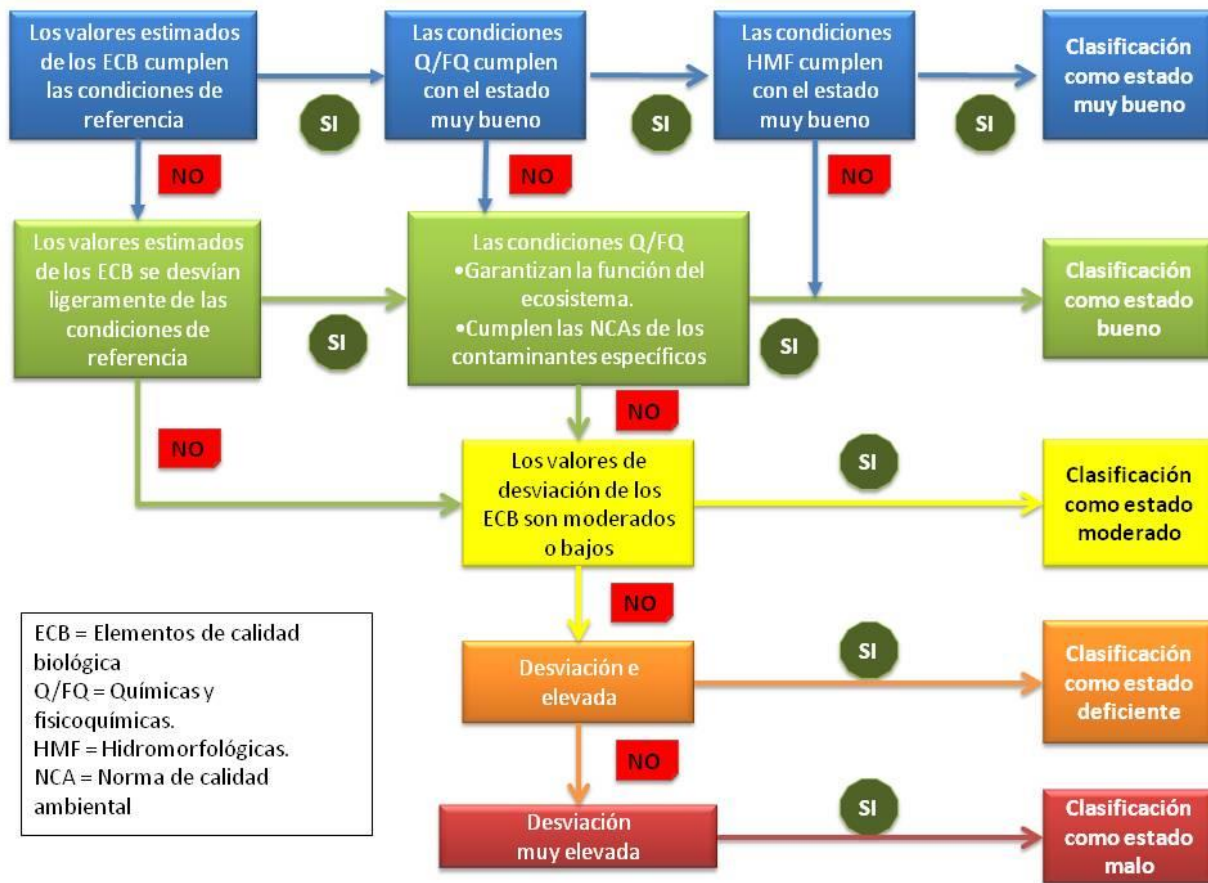 Los valores estimados
de los ECB cumplen
las condiciones de
referencia
SI
Las condiciones
Q/FQ cumplen
con el estado
muy bueno
SI
Las condiciones
HMF cumplen
con el estado
muy bueno
SI
Clasificación
como estado
muy bueno
NO
NO
NO
Los valores estimados
de los ECB se desvían
ligeramente de las
condiciones de
referencia
SI
Las condiciones Q/FQ
•Garantizan la función del
ecosistema.
•Cumplen las NCAs de los
contaminantes específicos
SI
Clasificación
como estado
bueno
NO
NO
Los valores de
desviación de los
ECB son moderados
o bajos
SI
Clasificación
como estado
moderado
NO
Desviación e
elevada
SI
Clasificación
como estado
deficiente
NO
Desviación
muy elevada
SI
Clasificación
como estado
malo
ECB = Elementos de calidad
biológica
Q/FQ = Químicas y
fisicoquímicas.
HMF = Hidromorfológicas.
NCA = Norma de calidad
ambiental